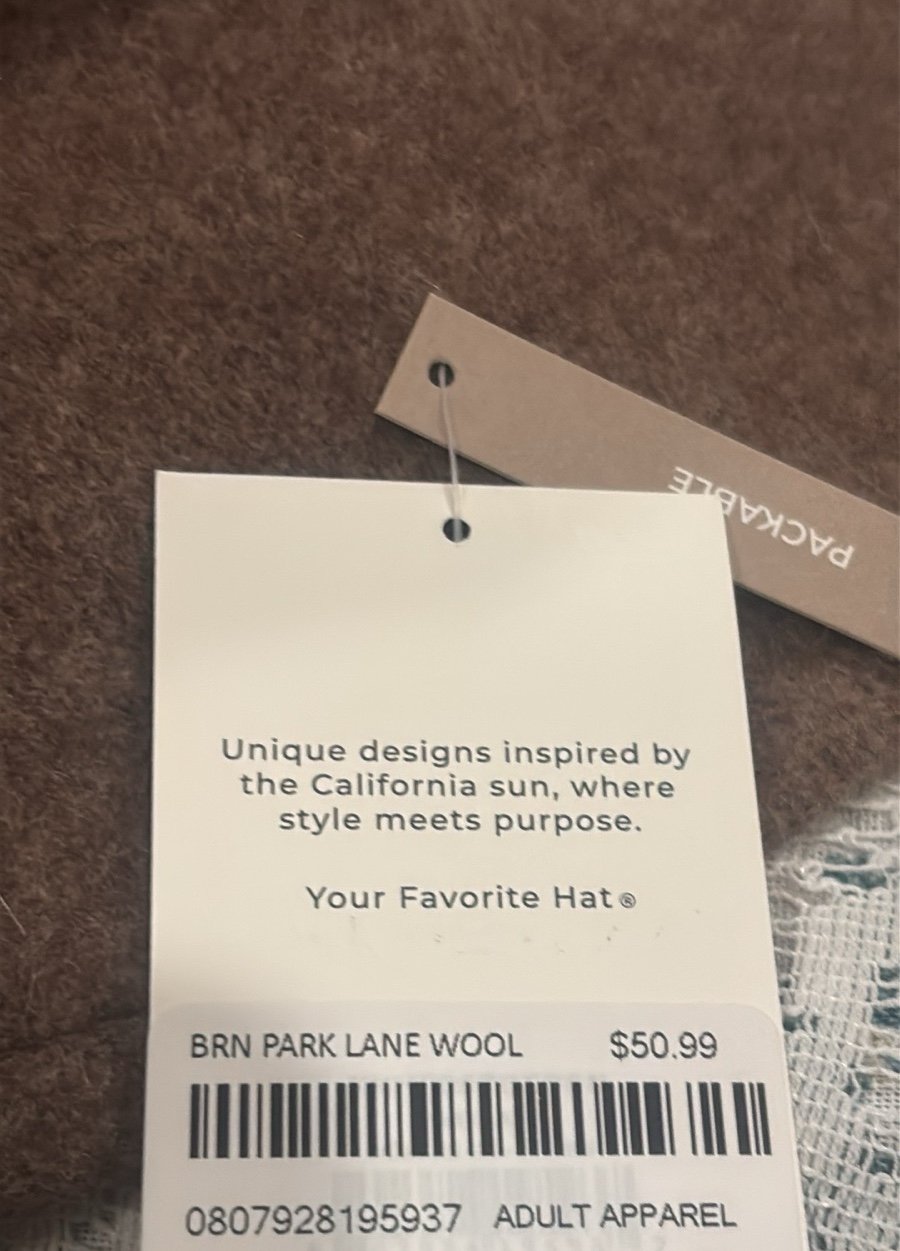 PACKABLE
Unique designs inspired by
the California sun, where
style meets purpose.
Your Favorite Hat®
BRN PARK LANE WOOL $50.99
0807928195937 ADULT APPAREL